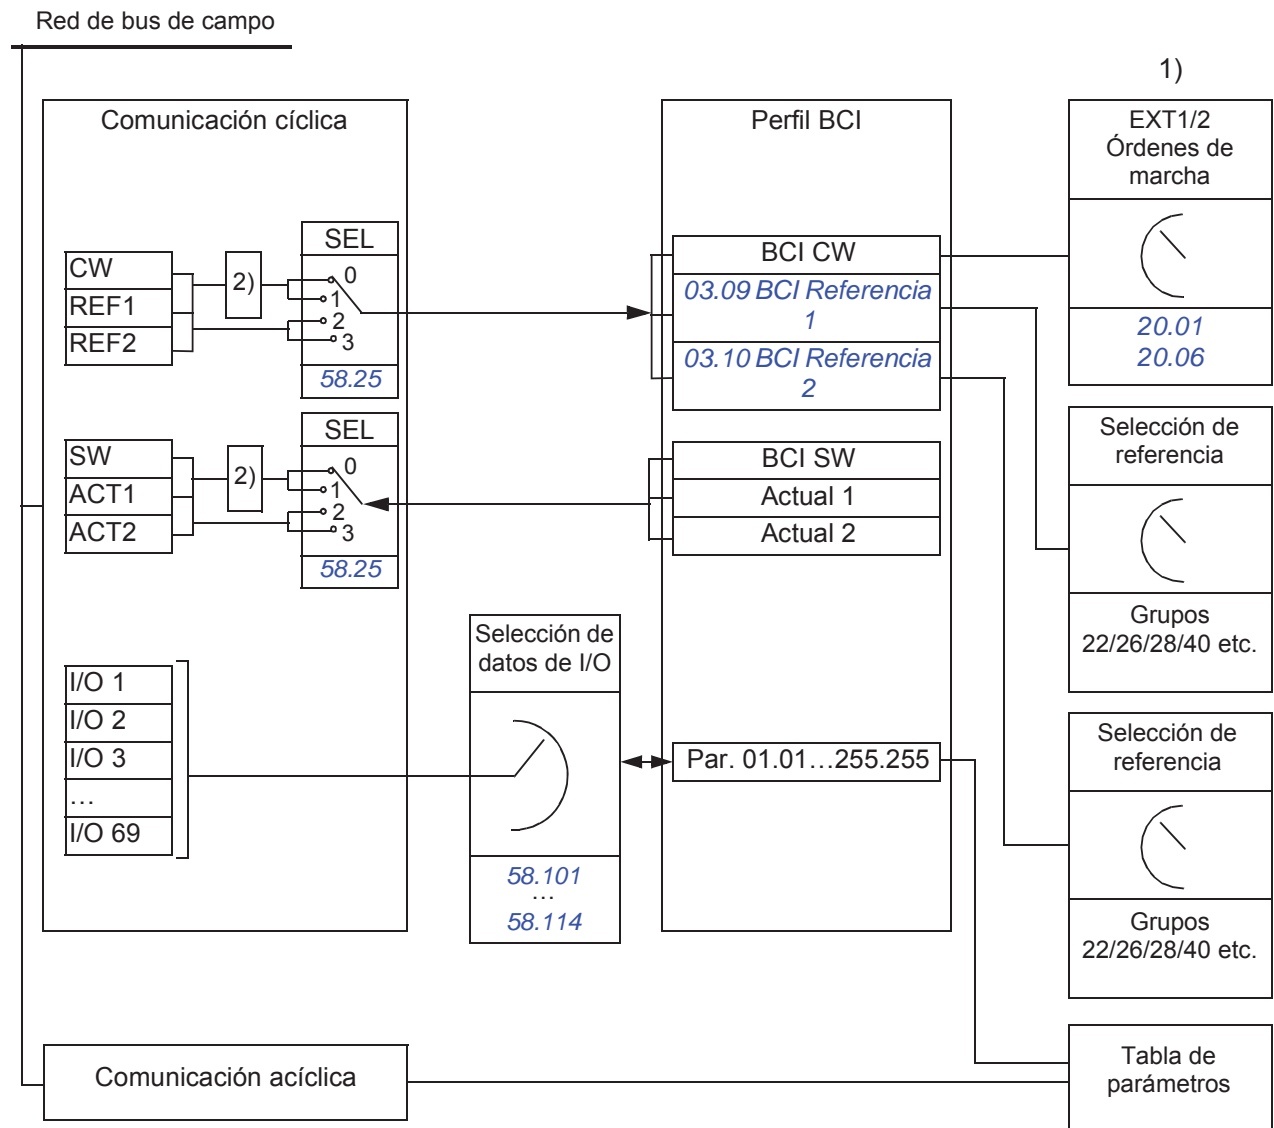 Red de bus de campo
1)
Comunicación cíclica
Perfil BCI
EXT1/2
Órdenes de
marcha
SEL
CW
REF1
REF2
2)
0
1
2
3
58.25
BCI CW
03.09 BCI Referencia
1
03.10 BCI Referencia
2
20.01
20.06
SEL
SW
ACT1
ACT2
2)
0
1
2
3
58.25
BCI SW
Actual 1
Actual 2
Selección de
referencia
Grupos
22/26/28/40 etc.
I/O 1
I/O 2
I/O 3
…
I/O 69
Selección de
datos de I/O
58.101
…
58.114
Par. 01.01…255.255
Selección de
referencia
Grupos
22/26/28/40 etc.
Comunicación acíclica
Tabla de
parámetros